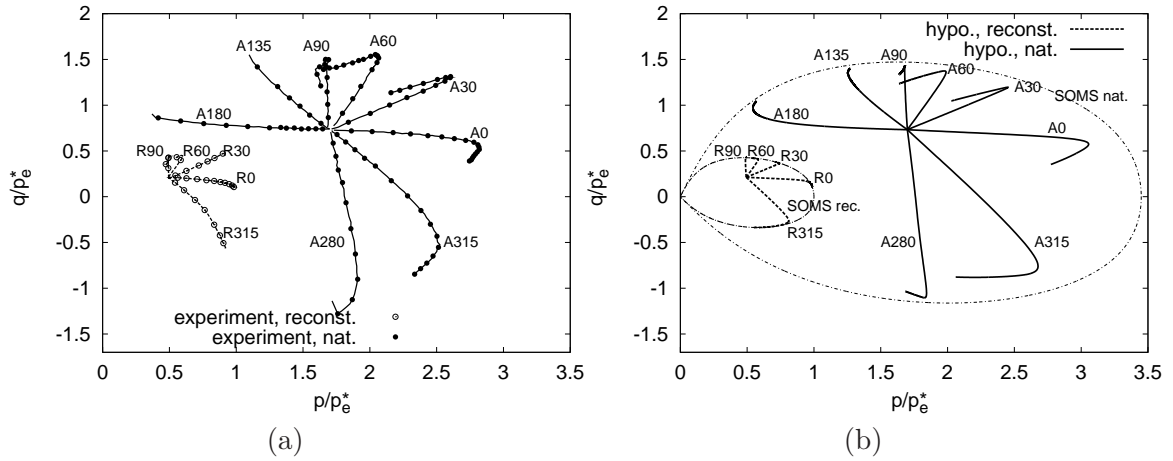 2
1.5
1
0.5
0
-0.5
-1
-1.5
q/p*e
0 0.5 1 1.5 2 2.5 3 3.5
p/p*e
A135
A90
A60
A30
A180
A0
R90
R60
R30
R0
R315
A280
A315
experiment, reconst.
experiment, nat.
(a)
2
1.5
1
0.5
0
-0.5
-1
-1.5
q/p*e
0 0.5 1 1.5 2 2.5 3 3.5
p/p*e
hypo., reconst.
hypo., nat.
A135
A90
A60
A30
SOMS nat.
A180
A0
R90
R60
R30
R0
SOMS rec.
R315
A280
A315
(b)